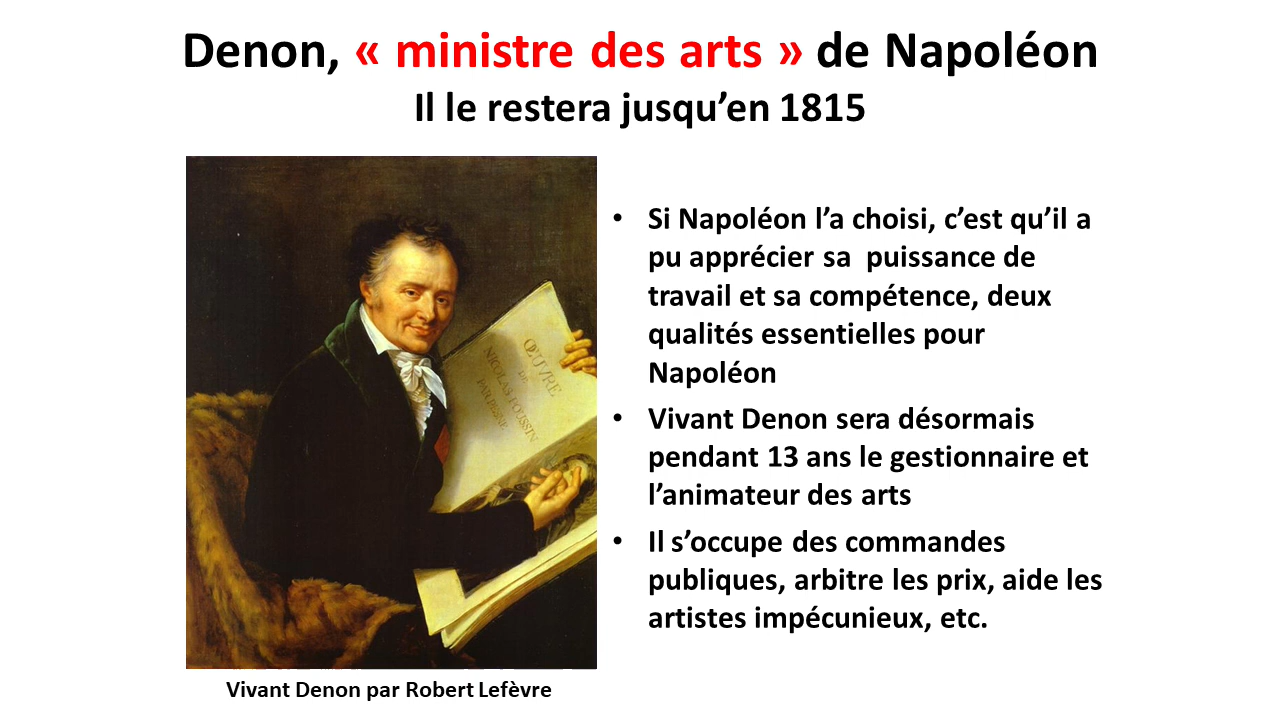 Denon, « ministre des arts » de Napoléon
Il le restera jusqu’en 1815
• Si Napoléon l’a choisi, c’est qu’il a
pu apprécier sa  puissance de
travail et sa compétence, deux
qualités essentielles pour
Napoléon
• Vivant Denon sera désormais
pendant 13 ans le gestionnaire et
l’animateur des arts
• Il s’occupe des commandes
publiques, arbitre les prix, aide les
artistes impécunieux, etc.
ŒUVRE
DE
NICOLAS POUSSIN
PAR PESNE
Vivant Denon par Robert Lefèvre